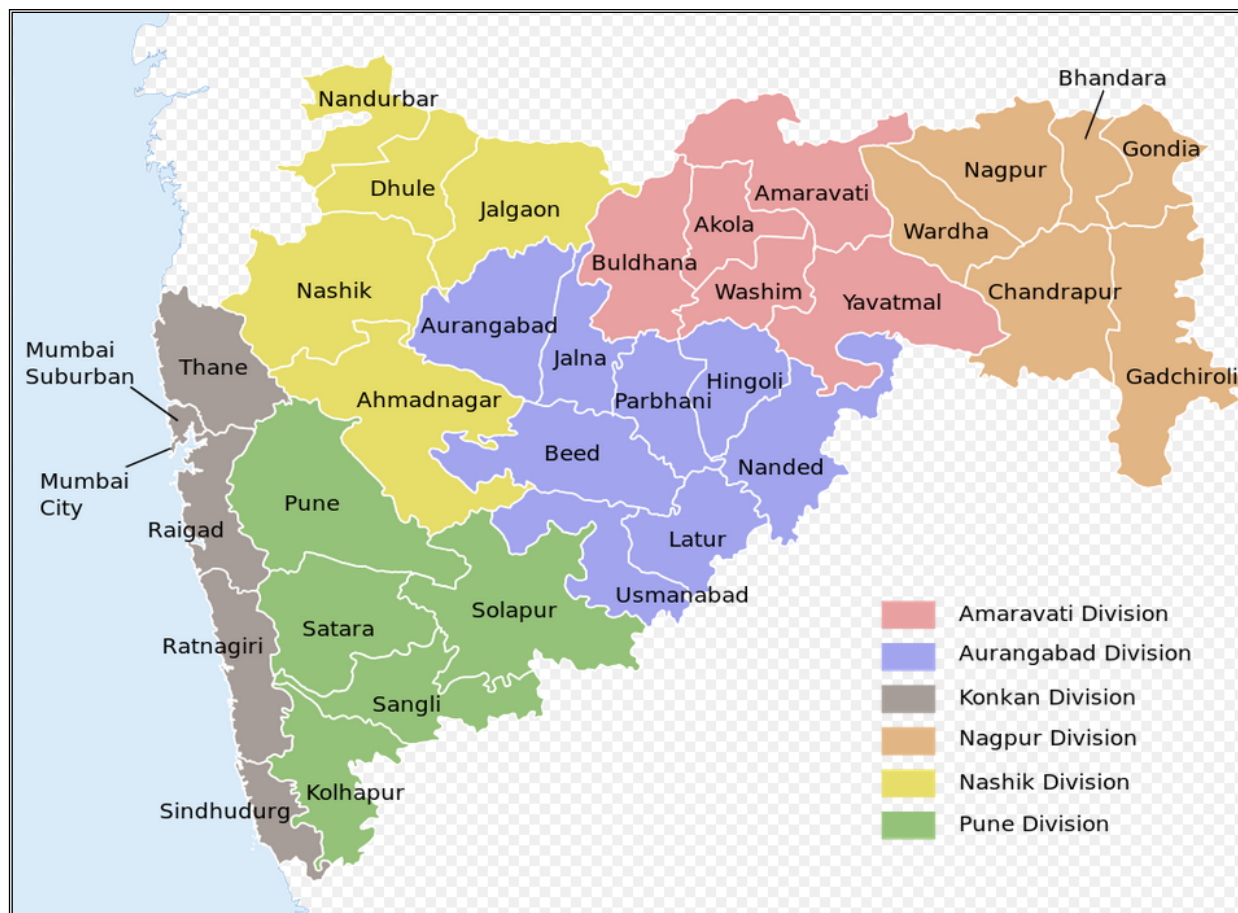 Bhandara
Nandurbar
Gondia
Nagpur
Dhule
Amaravati
Jalgaon
Akola
Wardha
Buldhana
Nashik
Washim
Yavatmal
Chandrapur
Aurangabad
Mumbai
Suburban
Thane
Jalna
Hingoli
Gadchiroli
Ahmadnagar
Parbhani
Beed
Nanded
Mumbai
City
Pune
Raigad
Latur
Usmanabad
Solapur
Satara
Ratnagiri
Sangli
Kolhapur
Sindhudurg
Amaravati Division
Aurangabad Division
Konkan Division
Nagpur Division
Nashik Division
Pune Division